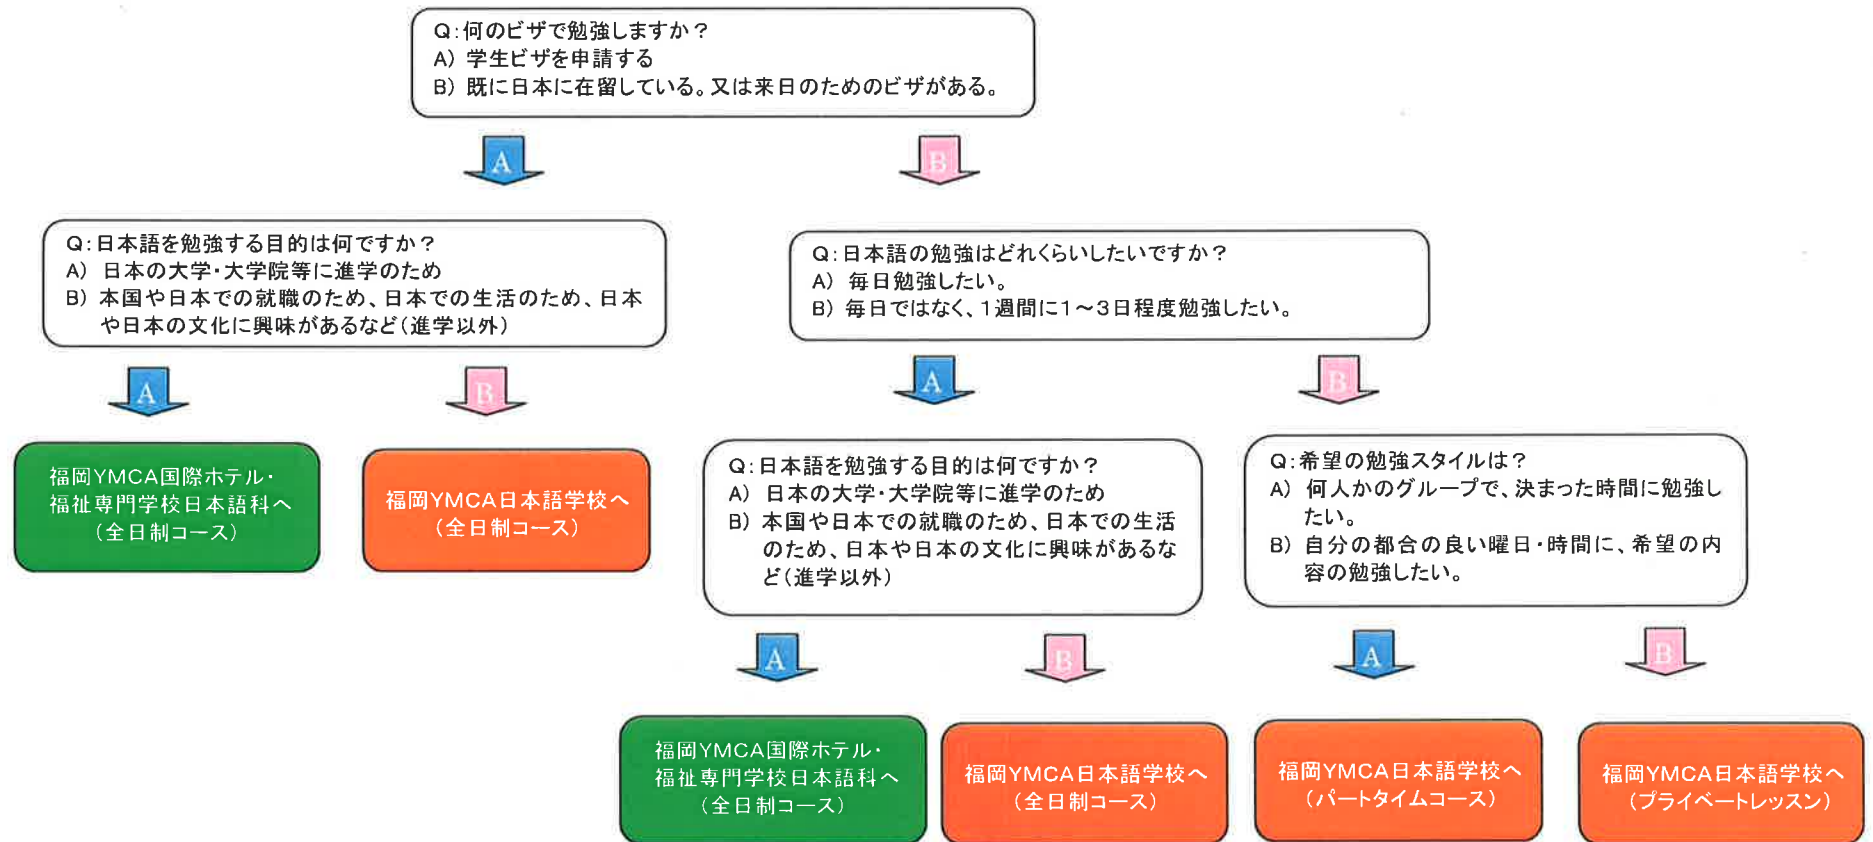 Q:何のビザで勉強しますか？
A) 学生ビザを申請する
B) 既に日本に在留している。又は来日のためのビザがある。
A
B
Q:日本語を勉強する目的は何ですか？
A) 日本の大学・大学院等に進学のため
B) 本国や日本での就職のため、日本での生活のため、日本
や日本の文化に興味があるなど(進学以外)
Q:日本語の勉強はどれくらいしたいですか？
A) 毎日勉強したい。
B) 毎日ではなく、1週間に1～3日程度勉強したい。
A
B
A
B
福岡YMCA国際ホテル・
福祉専門学校日本語科へ
(全日制コース)
福岡YMCA日本語学校へ
(全日制コース)
Q:日本語を勉強する目的は何ですか？
A) 日本の大学・大学院等に進学のため
B) 本国や日本での就職のため、日本での生活
のため、日本や日本の文化に興味があるな
ど(進学以外)
Q:希望の勉強スタイルは？
A) 何人かのグループで、決まった時間に勉強し
たい。
B) 自分の都合の良い曜日・時間に、希望の内
容の勉強したい。
A
B
A
B
福岡YMCA国際ホテル・
福祉専門学校日本語科へ
(全日制コース)
福岡YMCA日本語学校へ
(全日制コース)
福岡YMCA日本語学校へ
(パートタイムコース)
福岡YMCA日本語学校へ
(プライベートレッスン)